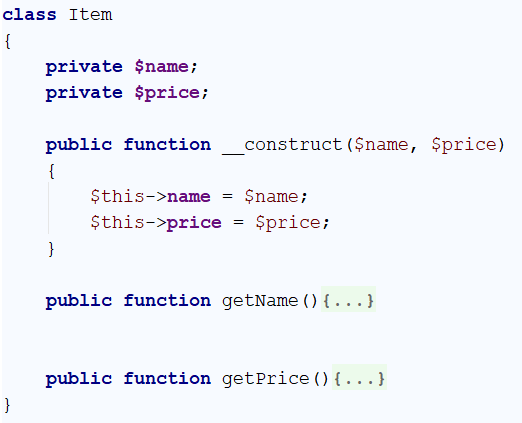 class Item
{
    private $name;
    private $price;

    public function __construct($name, $price)
    {
        $this->name = $name;
        $this->price = $price;
    }

    public function getName(){...}


    public function getPrice(){...}
}